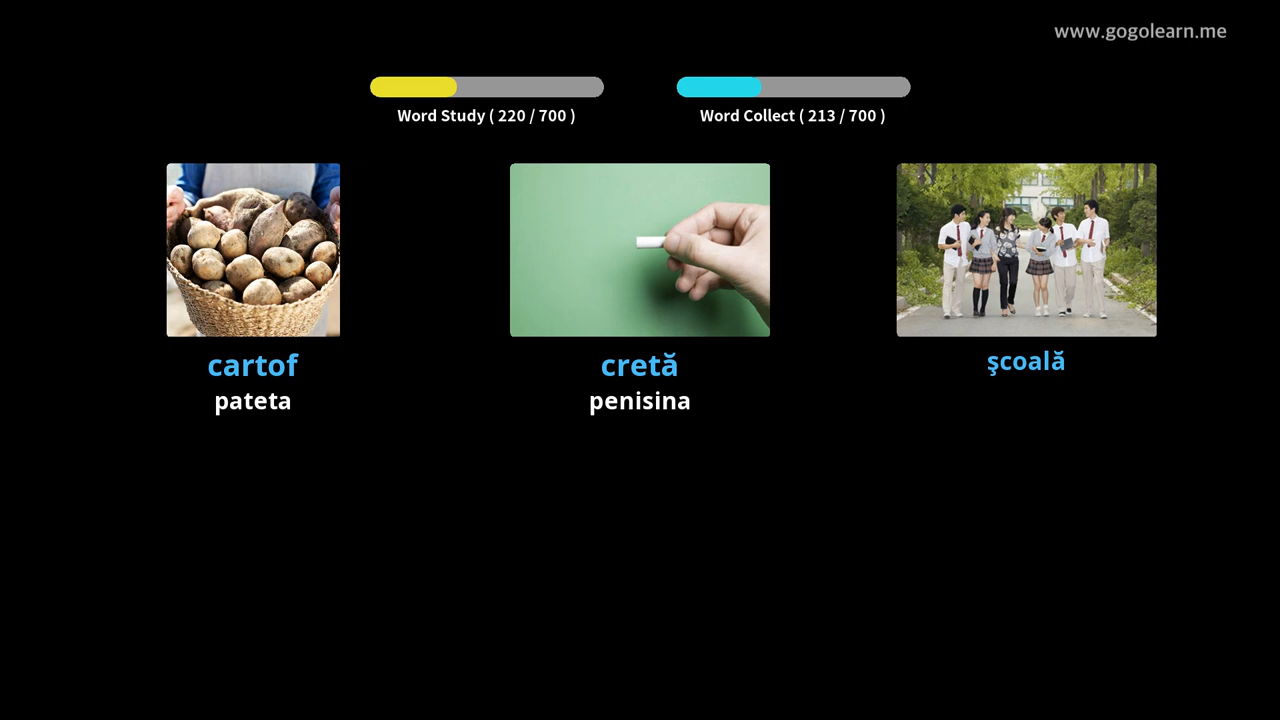 www.gogolearn.me
Word Study ( 220 / 700 )
Word Collect ( 213 / 700 )
cartof
pateta
cretă
penisina
şcoală